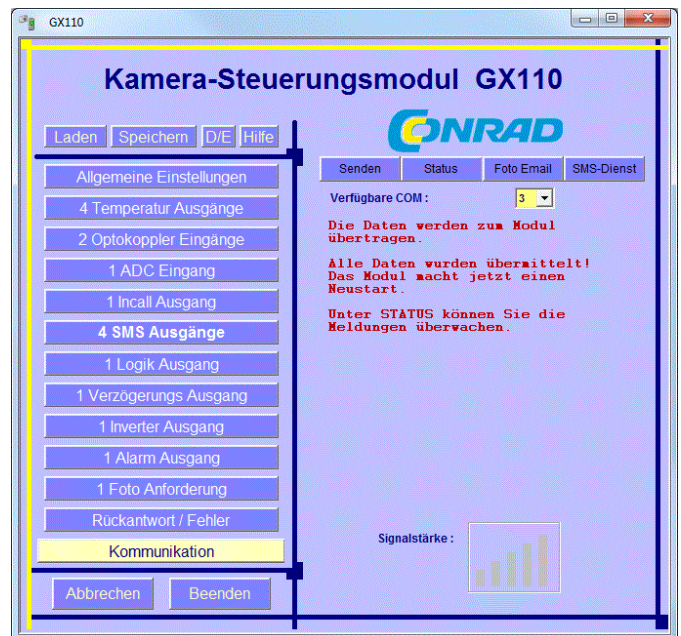 GX110
Kamera-Steuerungsmodul GX110
Laden Speichern D/E Hilfe
CONRAD
Allgemeine Einstellungen
4 Temperatur Ausgänge
2 Optokoppler Eingänge
1 ADC Eingang
1 Incall Ausgang
4 SMS Ausgänge
1 Logik Ausgang
1 Verzögerungs Ausgang
1 Inverter Ausgang
1 Alarm Ausgang
1 Foto Anforderung
Rückantwort / Fehler
Kommunikation
Abbrechen Beenden
Senden Status Foto Email SMS-Dienst
Verfügbare COM : 3
Die Daten werden zum Modul
übertragen.
Alle Daten wurden übermittelt!
Das Modul macht jetzt einen
Neustart.
Unter STATUS können Sie die
Meldungen überwachen.
Signalstärke :